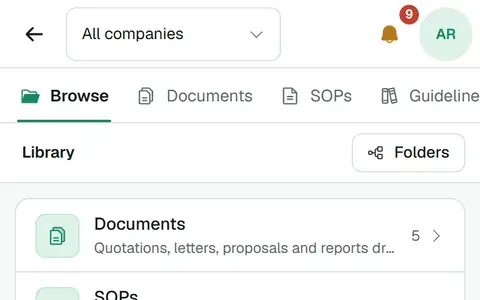 All companies
9
AR
Browse
Documents
SOPs
Guideline
Library
Folders
Documents
5
Quotations, letters, proposals and reports dr...
SOPs